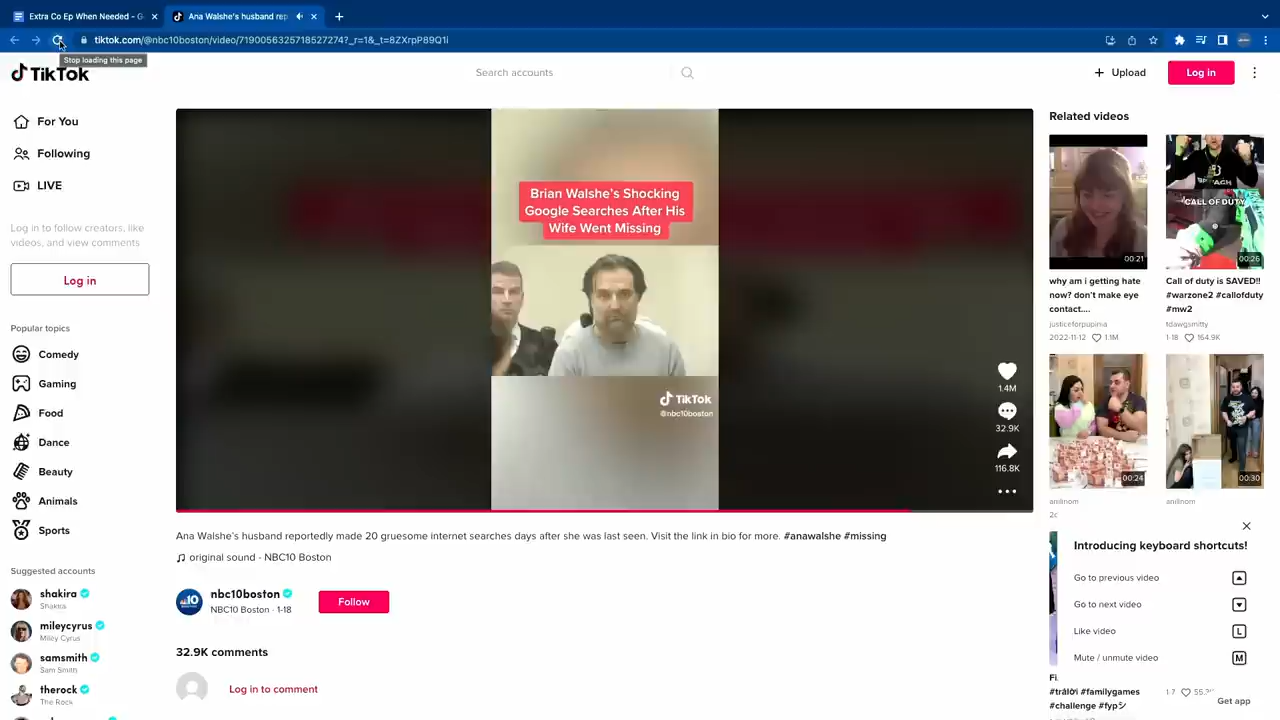 Extra Co Ep When Needed - G
Ana Walshe's husband rep
tiktok.com/@nbc10boston/video/7190056325718527274?_r=1&_t=8ZXrpP89Q1i
Stop loading this page
TikTok
Search accounts
Upload
Log in
For You
Following
LIVE
Log in to follow creators, like
videos, and view comments
Log in
Popular topics
Comedy
Gaming
Food
Dance
Beauty
Animals
Sports
Suggested accounts
shakira
Shakira
mileycyrus
Miley Cyrus
samsmith
Sam Smith
therock
The Rock
Brian Walshe's Shocking
Google Searches After His
Wife Went Missing
TikTok
@nbc10boston
1.4M
32.9K
116.8K
Ana Walshe's husband reportedly made 20 gruesome internet searches days after she was last seen. Visit the link in bio for more. #anawalshe #missing
original sound - NBC10 Boston
nbc10boston
NBC10 Boston · 1-18
Follow
32.9K comments
Log in to comment
Related videos
00:21
why am i getting hate
now? don't make eye
contact....
justiceforpupinia
2022-11-12 1.1M
CALL OF DUTY
00:26
Call of duty is SAVED!!
#warzone2 #callofduty
#mw2
tdawgsmitty
1-18 164.9K
00:24
anilinom
00:30
anilinom
Introducing keyboard shortcuts!
Go to previous video
Go to next video
Like video
L
Mute / unmute video
M
#trảlời #familygames
#challenge #fypシ
1-7
Get app